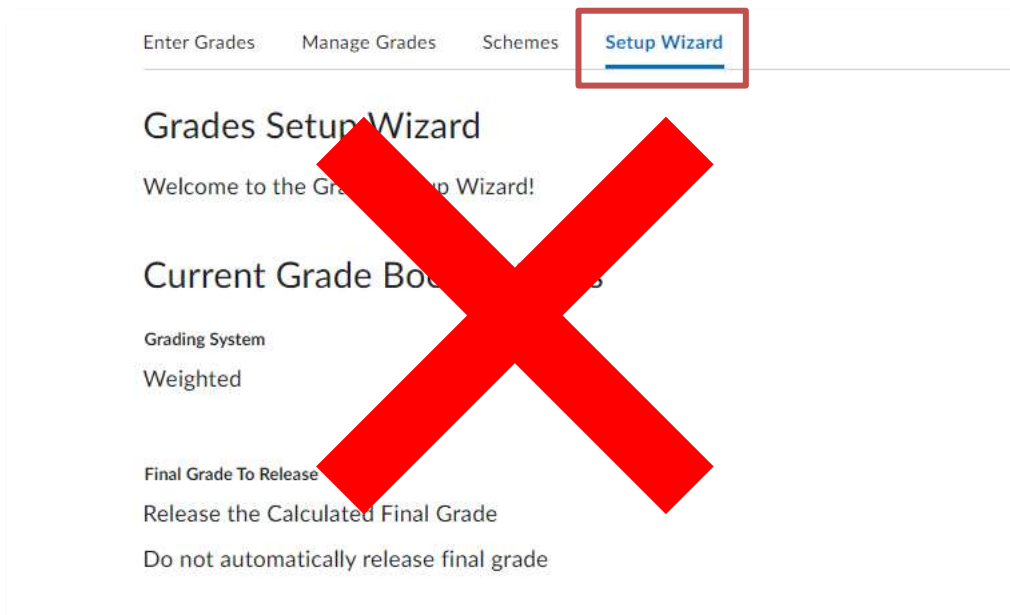 Enter Grades Manage Grades Schemes Setup Wizard
Grades Setup Wizard
Welcome to the Wizard!
Current Grade
Grading System
Weighted
Final Grade To Release
Release the Calculated Final Grade
Do not automatically release final grade